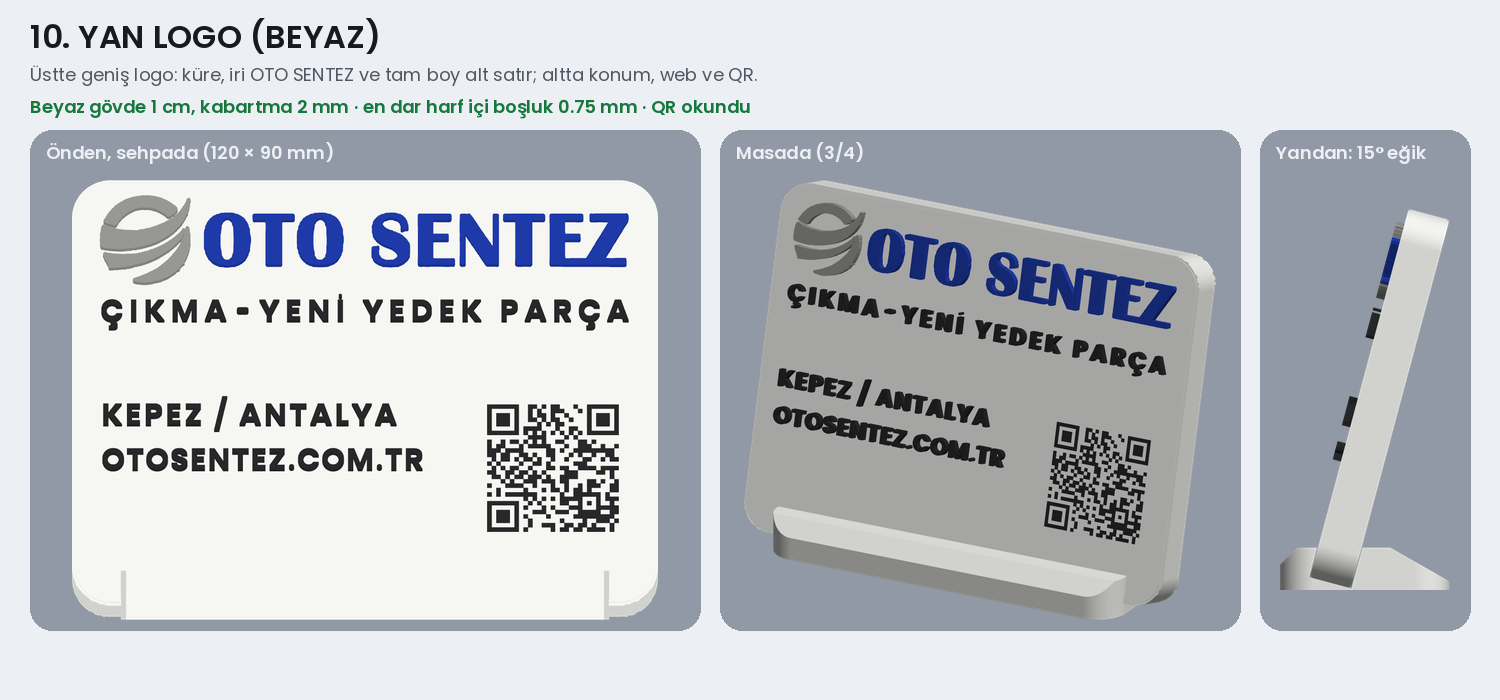 10. YAN LOGO (BEYAZ)
Üstte geniş logo: küre, iri OTO SENTEZ ve tam boy alt satır; altta konum, web ve QR.
Beyaz gövde 1 cm, kabartma 2 mm · en dar harf içi boşluk 0.75 mm · QR okundu
Önden, sehpada (120 × 90 mm)
OTO SENTEZ
ÇIKMA-YENİ YEDEK PARÇA
KEPEZ / ANTALYA
OTOSENTEZ.COM.TR
Masada (3/4)
OTO SENTEZ
ÇIKMA-YENİ YEDEK PARÇA
KEPEZ / ANTALYA
OTOSENTEZ.COM.TR
Yandan: 15° eğik